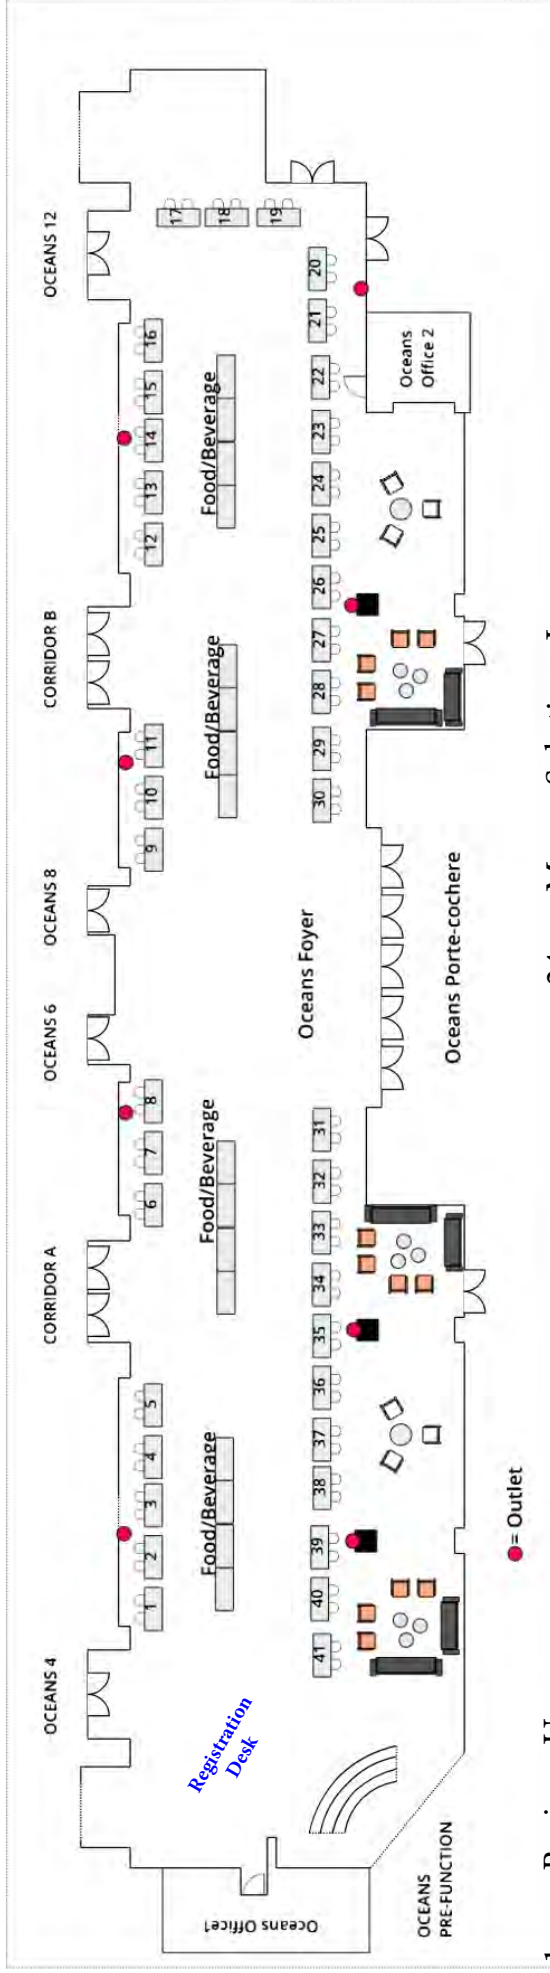 OCEANS 4
CORRIDOR A
OCEANS 6
OCEANS 8
CORRIDOR B
OCEANS 12
1
2
3
4
5
6
7
8
9
10
11
12
13
14
15
16
17
18
19
Food/Beverage
Food/Beverage
Food/Beverage
Food/Beverage
Registration
Desk
Oceans Foyer
41
40
39
38
37
36
35
34
33
32
31
30
29
28
27
26
25
24
23
22
21
20
Oceans
Office 2
Oceans Office1
OCEANS
PRE-FUNCTION
Oceans Porte-cochere
= Outlet